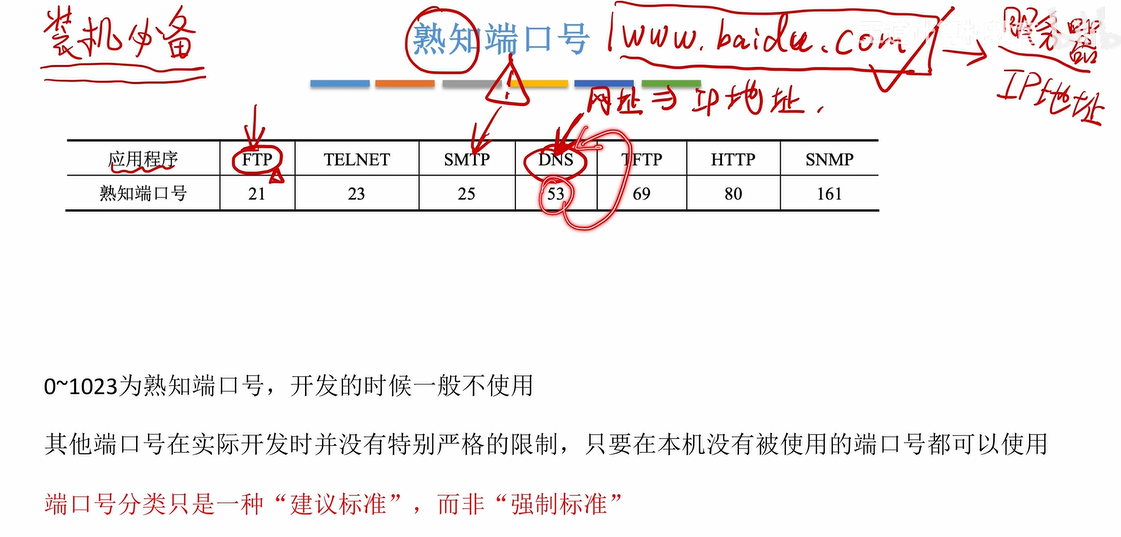 装机必备
熟知端口号
www.baidu.com → 服务器
IP地址
网址 ⇒ IP地址.
应用程序 FTP TELNET SMTP DNS TFTP HTTP SNMP
熟知端口号 21 23 25 53 69 80 161
0~1023为熟知端口号，开发的时候一般不使用
其他端口号在实际开发时并没有特别严格的限制，只要在本机没有被使用的端口号都可以使用
端口号分类只是一种“建议标准”，而非“强制标准”